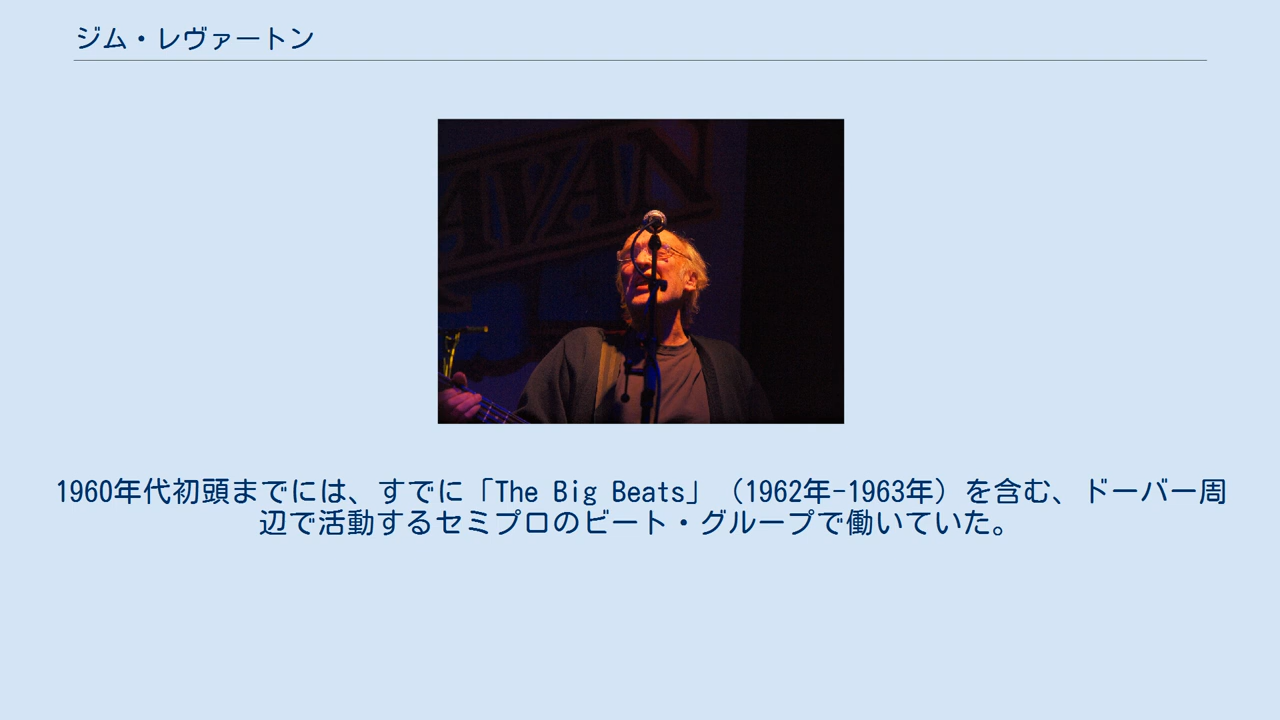 ジム・レヴァートン
AVAN
1960年代初頭までには、すでに「The Big Beats」（1962年-1963年）を含む、ドーバー周
辺で活動するセミプロのビート・グループで働いていた。